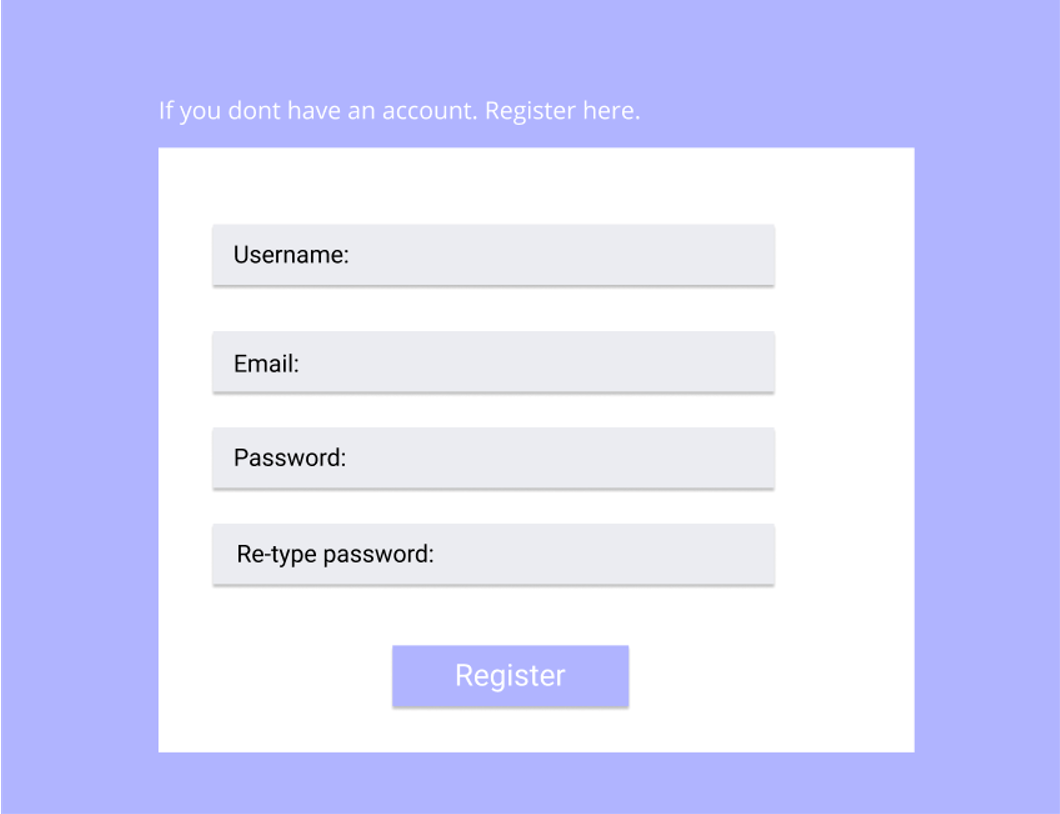 If you dont have an account. Register here.
Username:
Email:
Password:
Re-type password:
Register